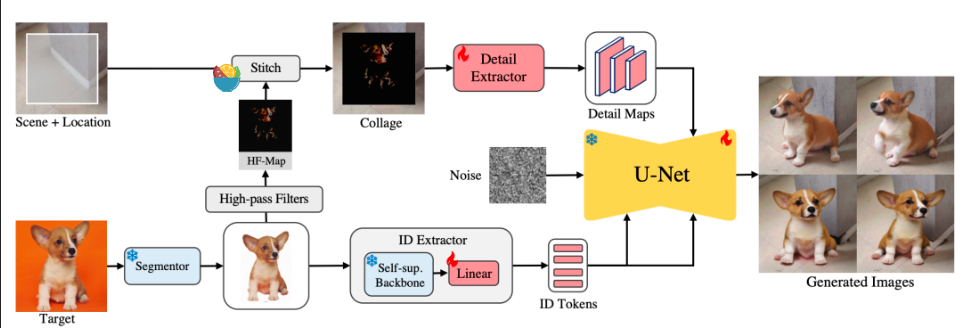 Scene + Location
Stitch
HF-Map
High-pass Filters
Collage
Detail
Extractor
Detail Maps
Noise
U-Net
Target
Segmentor
ID Extractor
Self-sup.
Backbone
Linear
ID Tokens
Generated Images